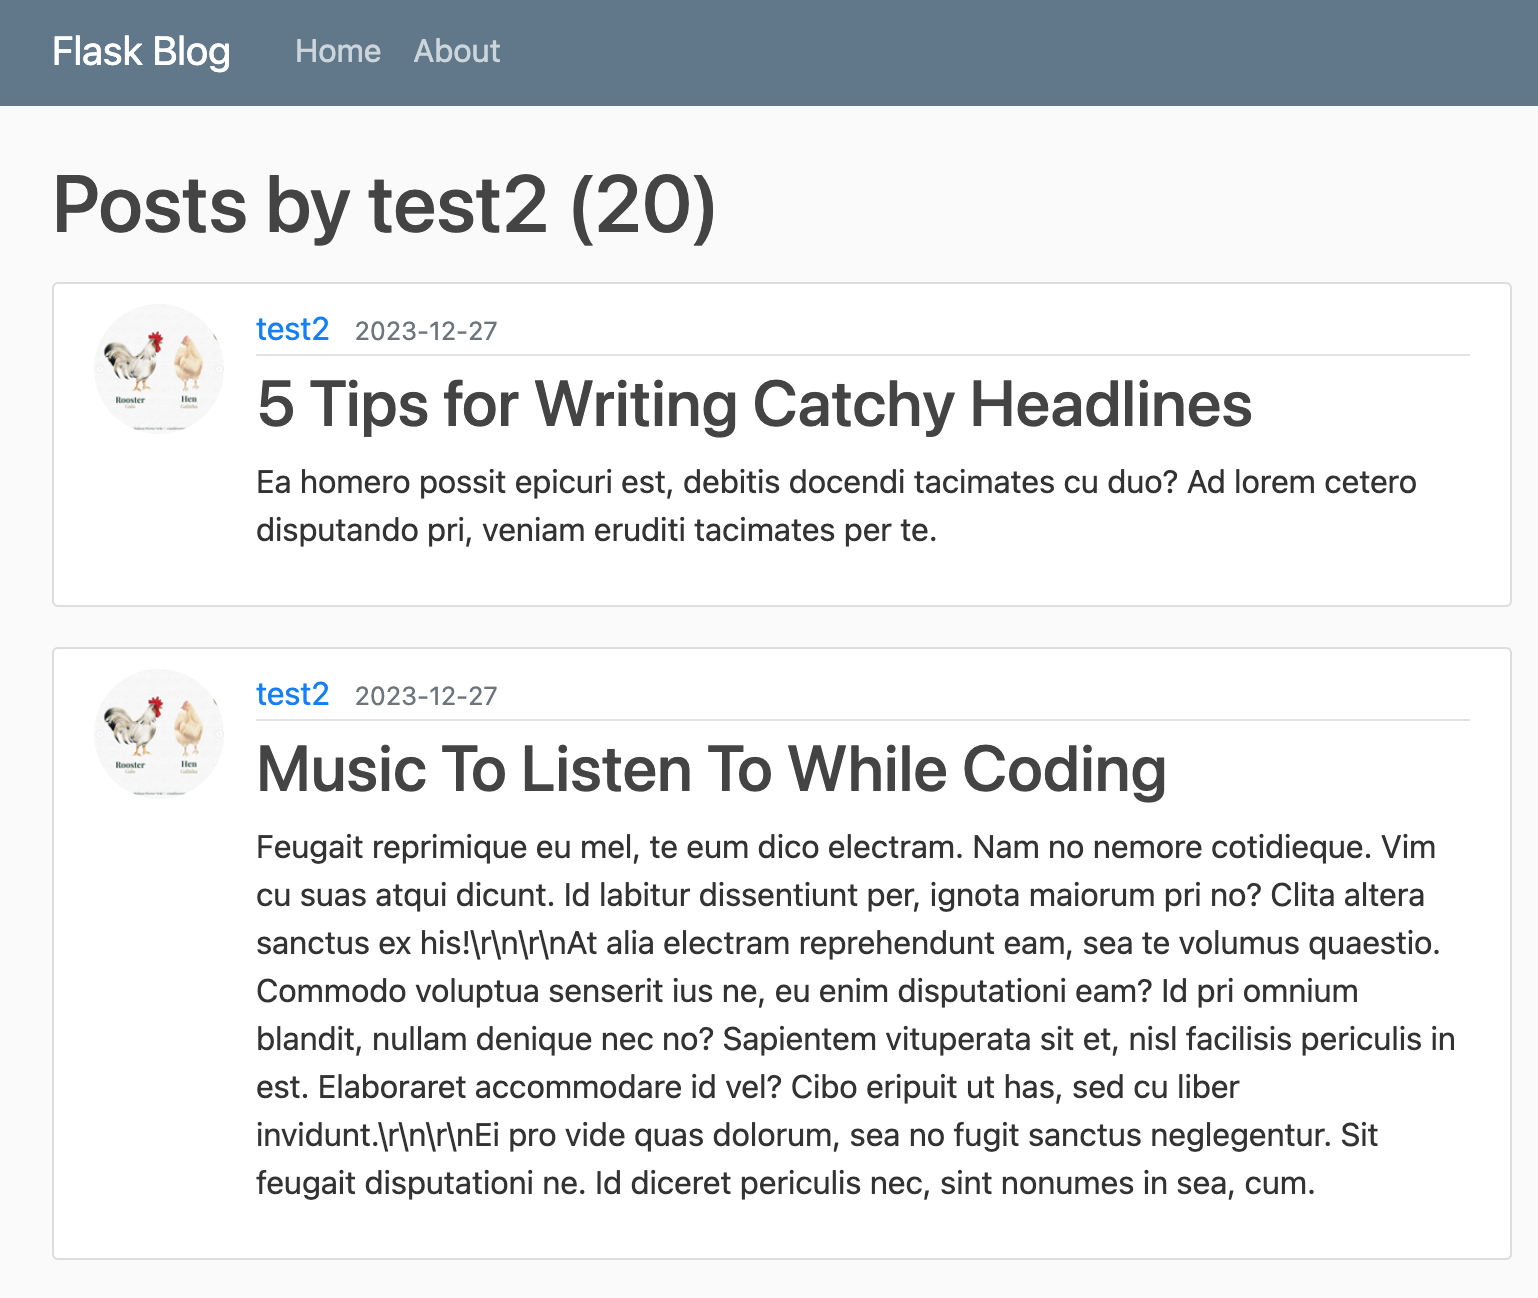 Flask Blog Home About
Posts by test2 (20)
test2 2023-12-27
5 Tips for Writing Catchy Headlines
Ea homero possit epicuri est, debitis docendi tacimates cu duo? Ad lorem cetero
disputando pri, veniam eruditi tacimates per te.
Rooster Hen
test2 2023-12-27
Music To Listen To While Coding
Feugait reprimique eu mel, te eum dico electram. Nam no nemore cotidieque. Vim
cu suas atqui dicunt. Id labitur dissentiunt per, ignota maiorum pri no? Clita altera
sanctus ex his!\r\n\r\nAt alia electram reprehendunt eam, sea te volumus quaestio.
Commodo voluptua senserit ius ne, eu enim disputationi eam? Id pri omnium
blandit, nullam denique nec no? Sapientem vituperata sit et, nisl facilisis periculis in
est. Elaboraret accommodare id vel? Cibo eripuit ut has, sed cu liber
invidunt.\r\n\r\nEi pro vide quas dolorum, sea no fugit sanctus neglegentur. Sit
feugait disputationi ne. Id diceret periculis nec, sint nonumes in sea, cum.
Rooster Hen